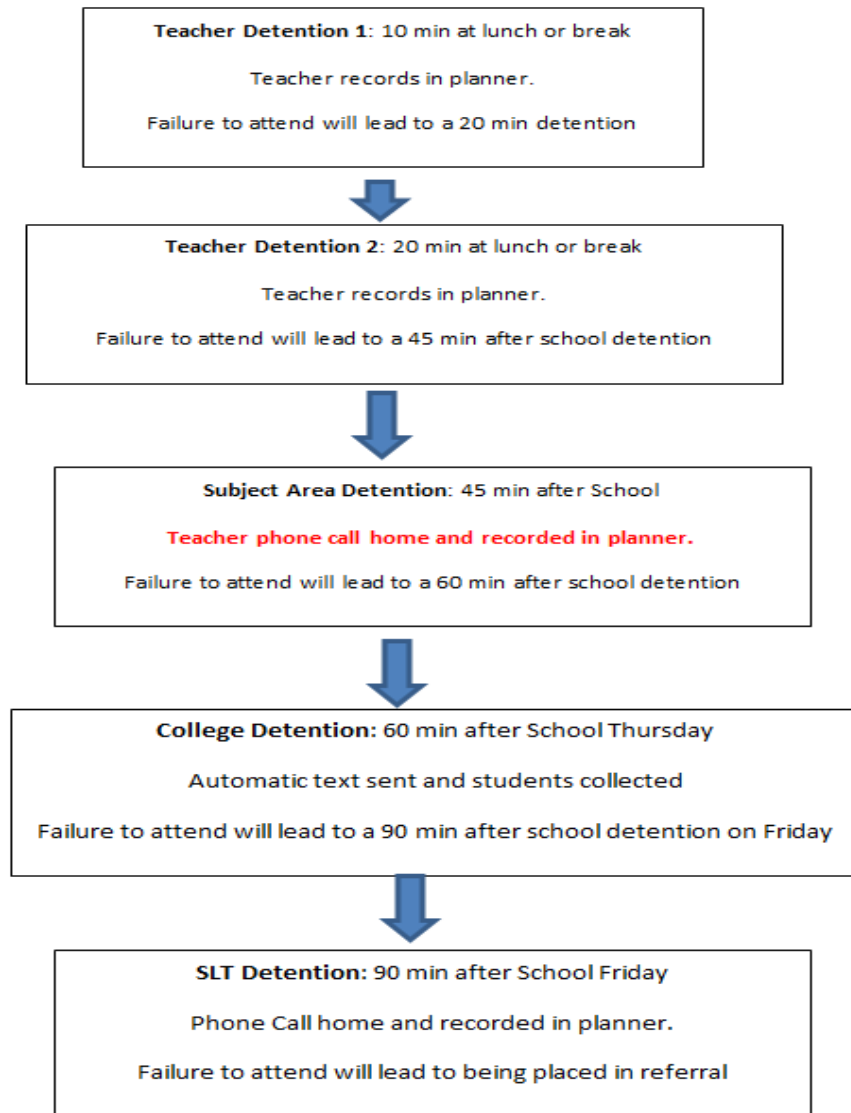 Teacher Detention 1: 10 min at lunch or break
Teacher records in planner.
Failure to attend will lead to a 20 min detention
Teacher Detention 2: 20 min at lunch or break
Teacher records in planner.
Failure to attend will lead to a 45 min after school detention
Subject Area Detention: 45 min after School
Teacher phone call home and recorded in planner.
Failure to attend will lead to a 60 min after school detention
College Detention: 60 min after School Thursday
Automatic text sent and students collected
Failure to attend will lead to a 90 min after school detention on Friday
SLT Detention: 90 min after School Friday
Phone Call home and recorded in planner.
Failure to attend will lead to being placed in referral